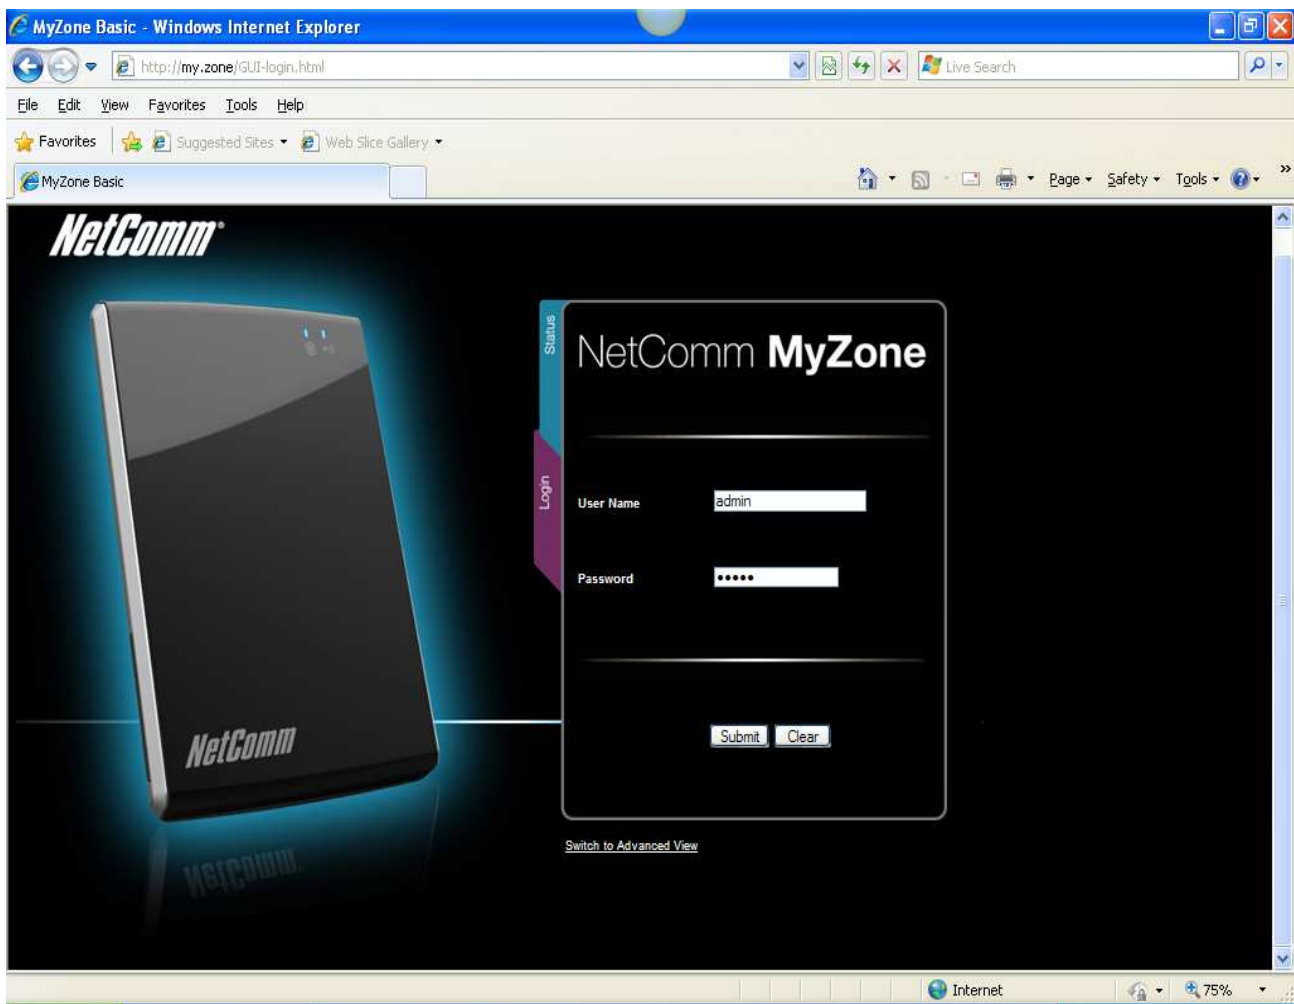 MyZone Basic - Windows Internet Explorer
http://my.zone/GUI-login.html
Live Search
File Edit View Favorites Tools Help
Favorites Suggested Sites Web Slice Gallery
MyZone Basic
Page Safety Tools »
NetComm
Status
NetComm MyZone
Login
User Name admin
Password •••••
NetComm
Submit Clear
Switch to Advanced View
NetComm
Internet 75%